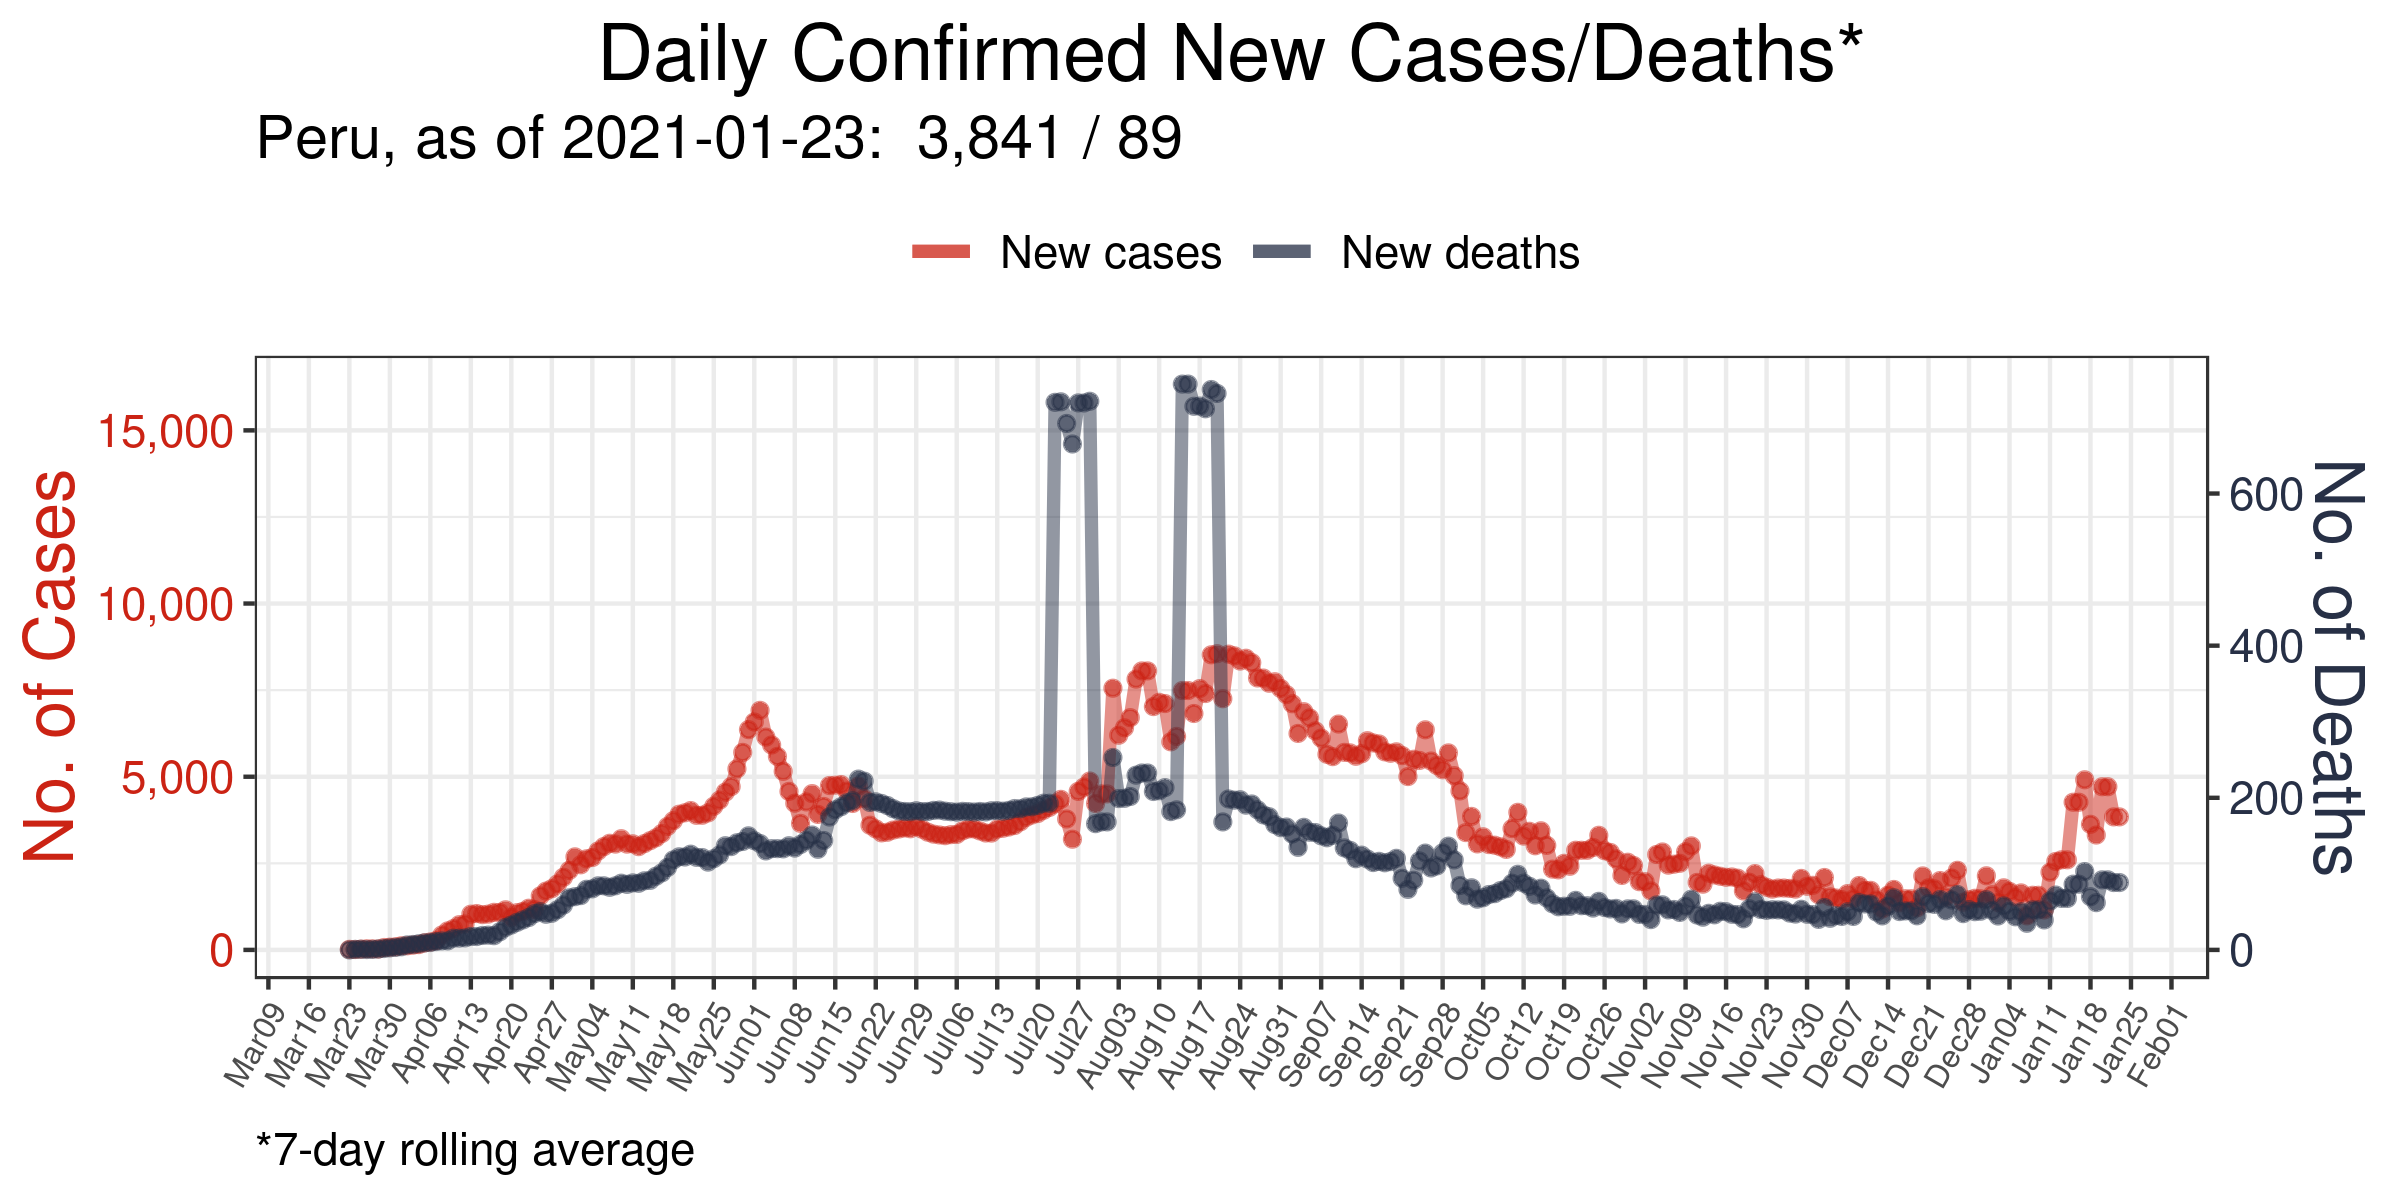 Daily Confirmed New Cases/Deaths*
Peru, as of 2021-01-23:  3,841 / 89
New cases
New deaths
No. of Cases
15,000
10,000
5,000
0
600
400
200
0
No. of Deaths
Mar09
Mar16
Mar23
Mar30
Apr06
Apr13
Apr20
Apr27
May04
May11
May18
May25
Jun01
Jun08
Jun15
Jun22
Jun29
Jul06
Jul13
Jul20
Jul27
Aug03
Aug10
Aug17
Aug24
Aug31
Sep07
Sep14
Sep21
Sep28
Oct05
Oct12
Oct19
Oct26
Nov02
Nov09
Nov16
Nov23
Nov30
Dec07
Dec14
Dec21
Dec28
Jan04
Jan11
Jan18
Jan25
Feb01
*7-day rolling average